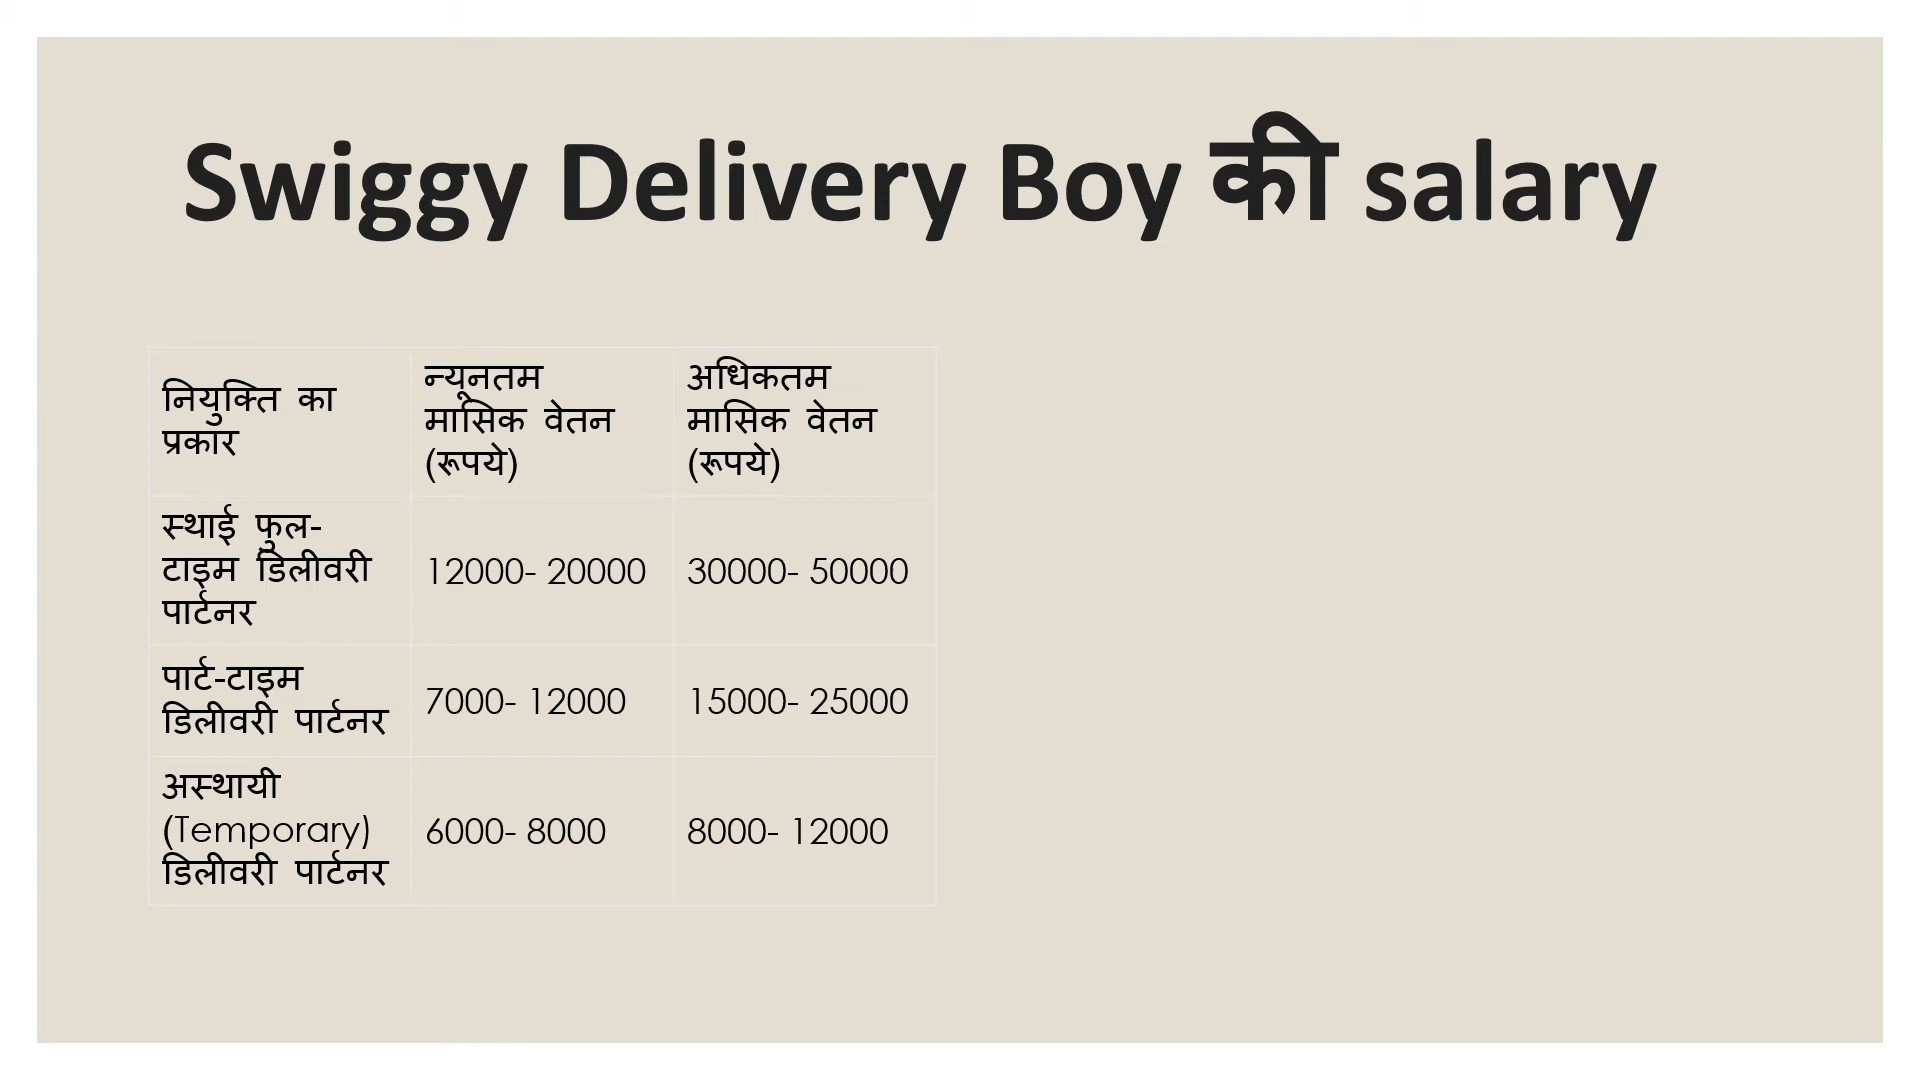 Swiggy Delivery Boy की salary
नियुक्ति का
प्रकार
न्यूनतम
मासिक वेतन
(रूपये)
अधिकतम
मासिक वेतन
(रूपये)
स्थाई फुल-
टाइम डिलीवरी
पार्टनर
12000- 20000
30000- 50000
पार्ट-टाइम
डिलीवरी पार्टनर
7000- 12000
15000- 25000
अस्थायी
(Temporary)
डिलीवरी पार्टनर
6000- 8000
8000- 12000